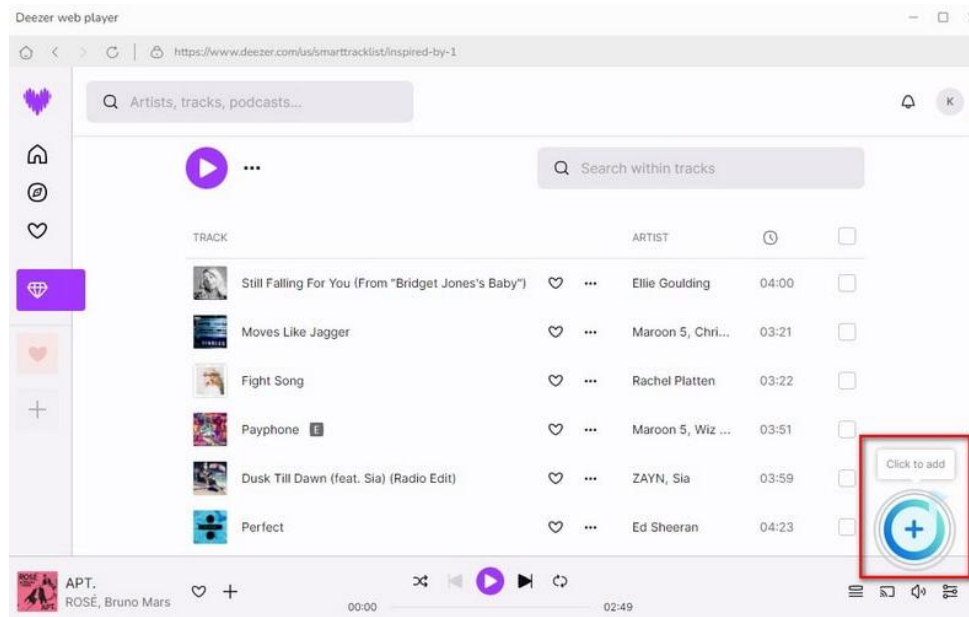 Deezer web player
https://www.deezer.com/us/smarttracklist/inspired-by-1
Artists, tracks, podcasts...
K
Search within tracks
TRACK ARTIST
Still Falling For You (From "Bridget Jones's Baby") Ellie Goulding 04:00
Moves Like Jagger Maroon 5, Chri... 03:21
Fight Song Rachel Platten 03:22
Payphone E Maroon 5, Wiz ... 03:51
Click to add
Dusk Till Dawn (feat. Sia) (Radio Edit) ZAYN, Sia 03:59
Perfect Ed Sheeran 04:23
APT.
ROSÉ, Bruno Mars
00:00 02:49